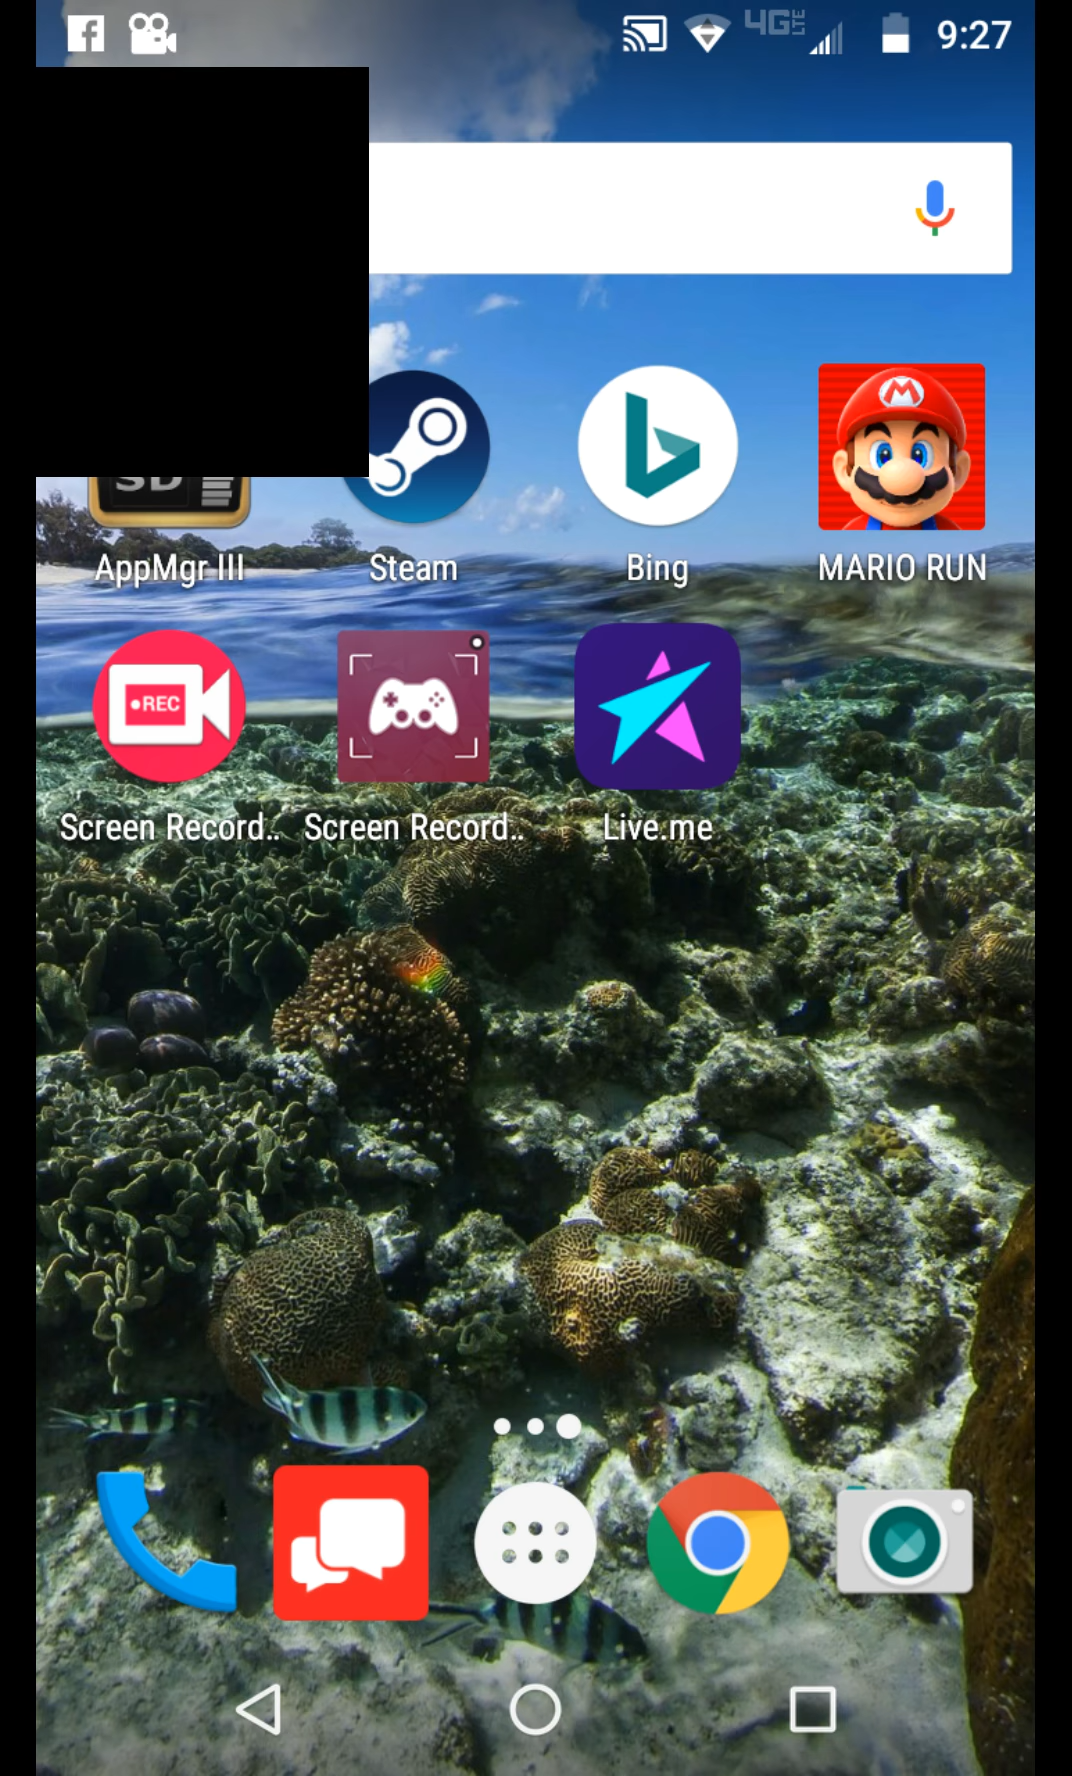 4G LTE 9:27
SD
AppMgr III Steam Bing MARIO RUN
REC
Screen Record.. Screen Record.. Live.me